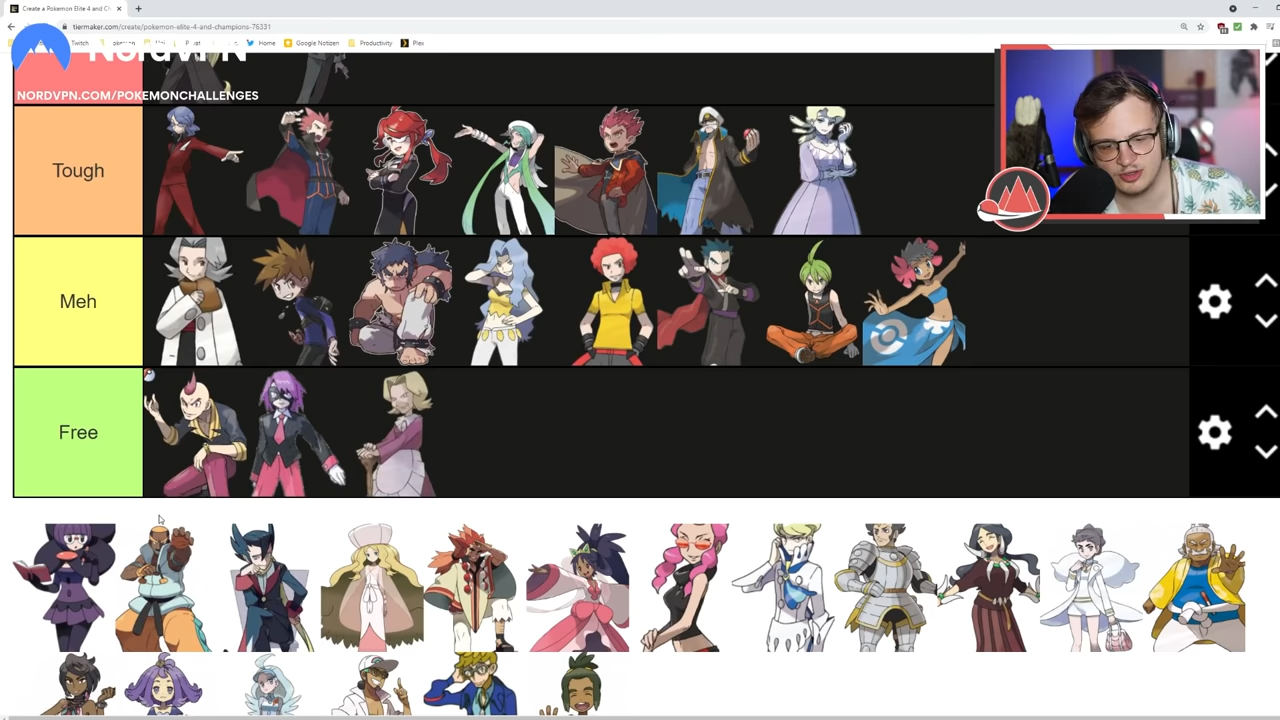 Create a Pokemon Elite 4 and Ch
tiermaker.com/create/pokemon-elite-4-and-champions-76331
Twitch
Home
Google Notizen
Productivity
Plex
NordVPN
NORDVPN.COM/POKEMONCHALLENGES
Tough
Meh
Free